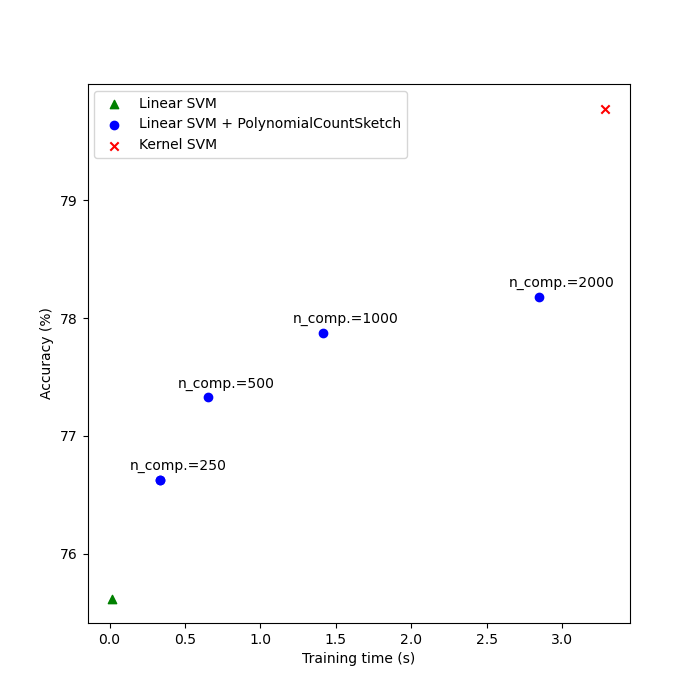 Linear SVM
Linear SVM + PolynomialCountSketch
Kernel SVM
79
78
77
76
Accuracy (%)
n_comp.=2000
n_comp.=1000
n_comp.=500
n_comp.=250
0.0 0.5 1.0 1.5 2.0 2.5 3.0
Training time (s)